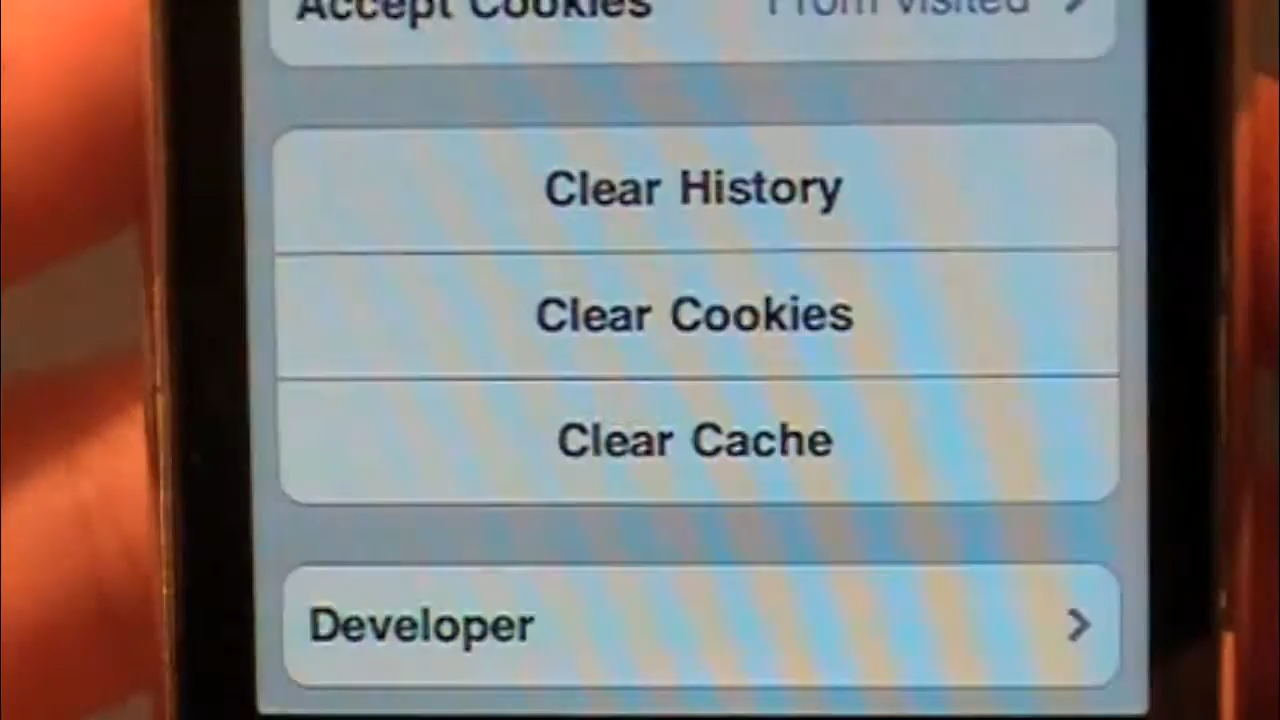 Accept Cookies From visited
Clear History
Clear Cookies
Clear Cache
Developer